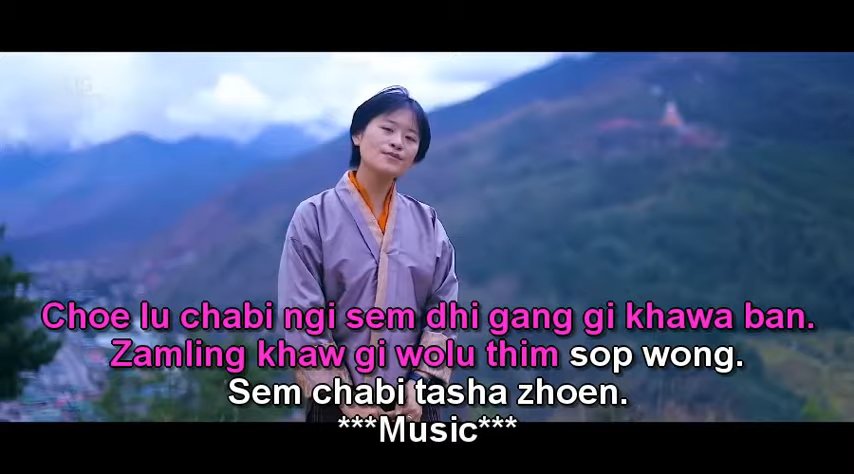 Choe lu chabi ngi sem dhi gang gi khawa ban.
Zamling khaw gi wolu thim sop wong.
Sem chabi tasha zhoen.
***Music***